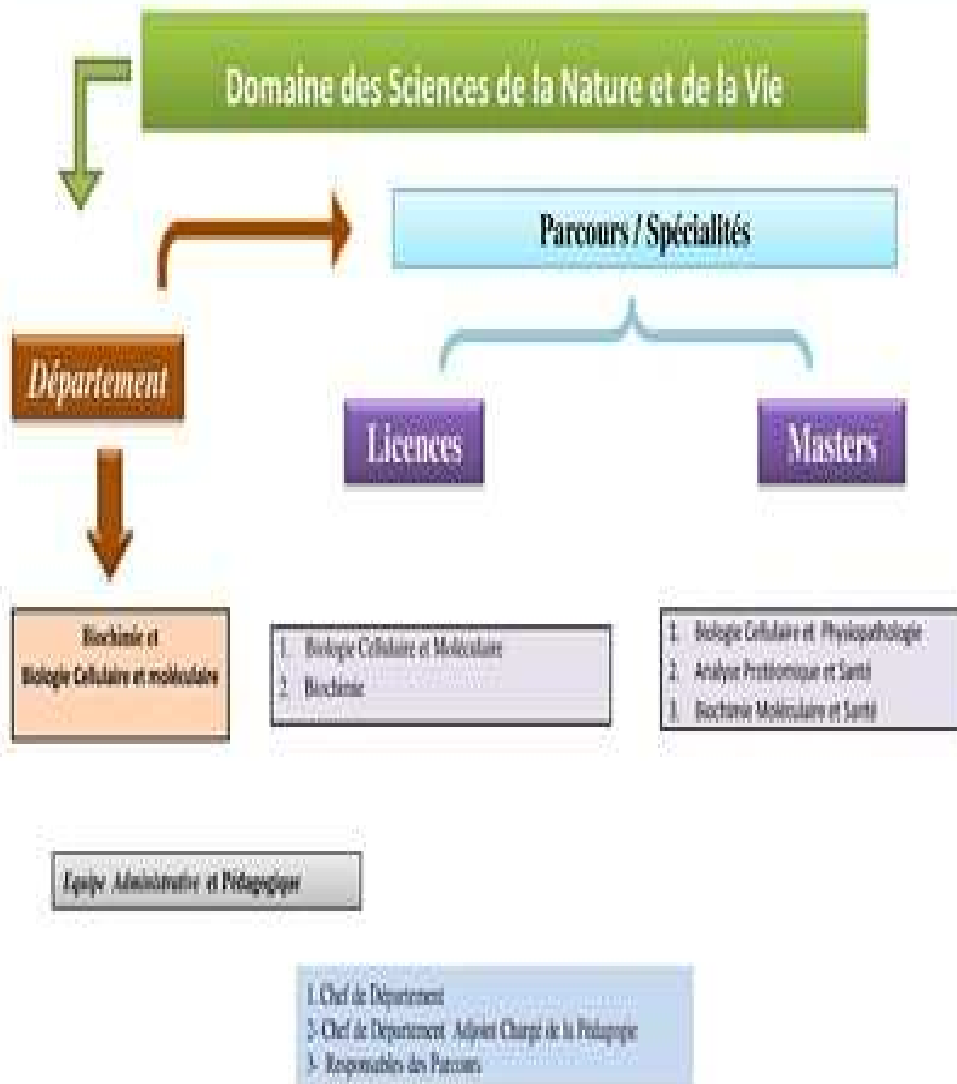 Domaine des Sciences de la Nature et de la Vie
Parcours / Spécialités
Département
Licences
Masters
Biochimie et
Biologie Cellulaire et moléculaire
1. Biologie Cellulaire et Moléculaire
2. Biochimie
1. Biologie Cellulaire et Physiopathologie
2. Analyse Protéomique et Santé
3. Biochimie Moléculaire et Santé
Equipe Administrative et Pédagogique
1. Chef de Département
2- Chef de Département Adjoint Chargé de la Pédagogie
3- Responsables des Parcours